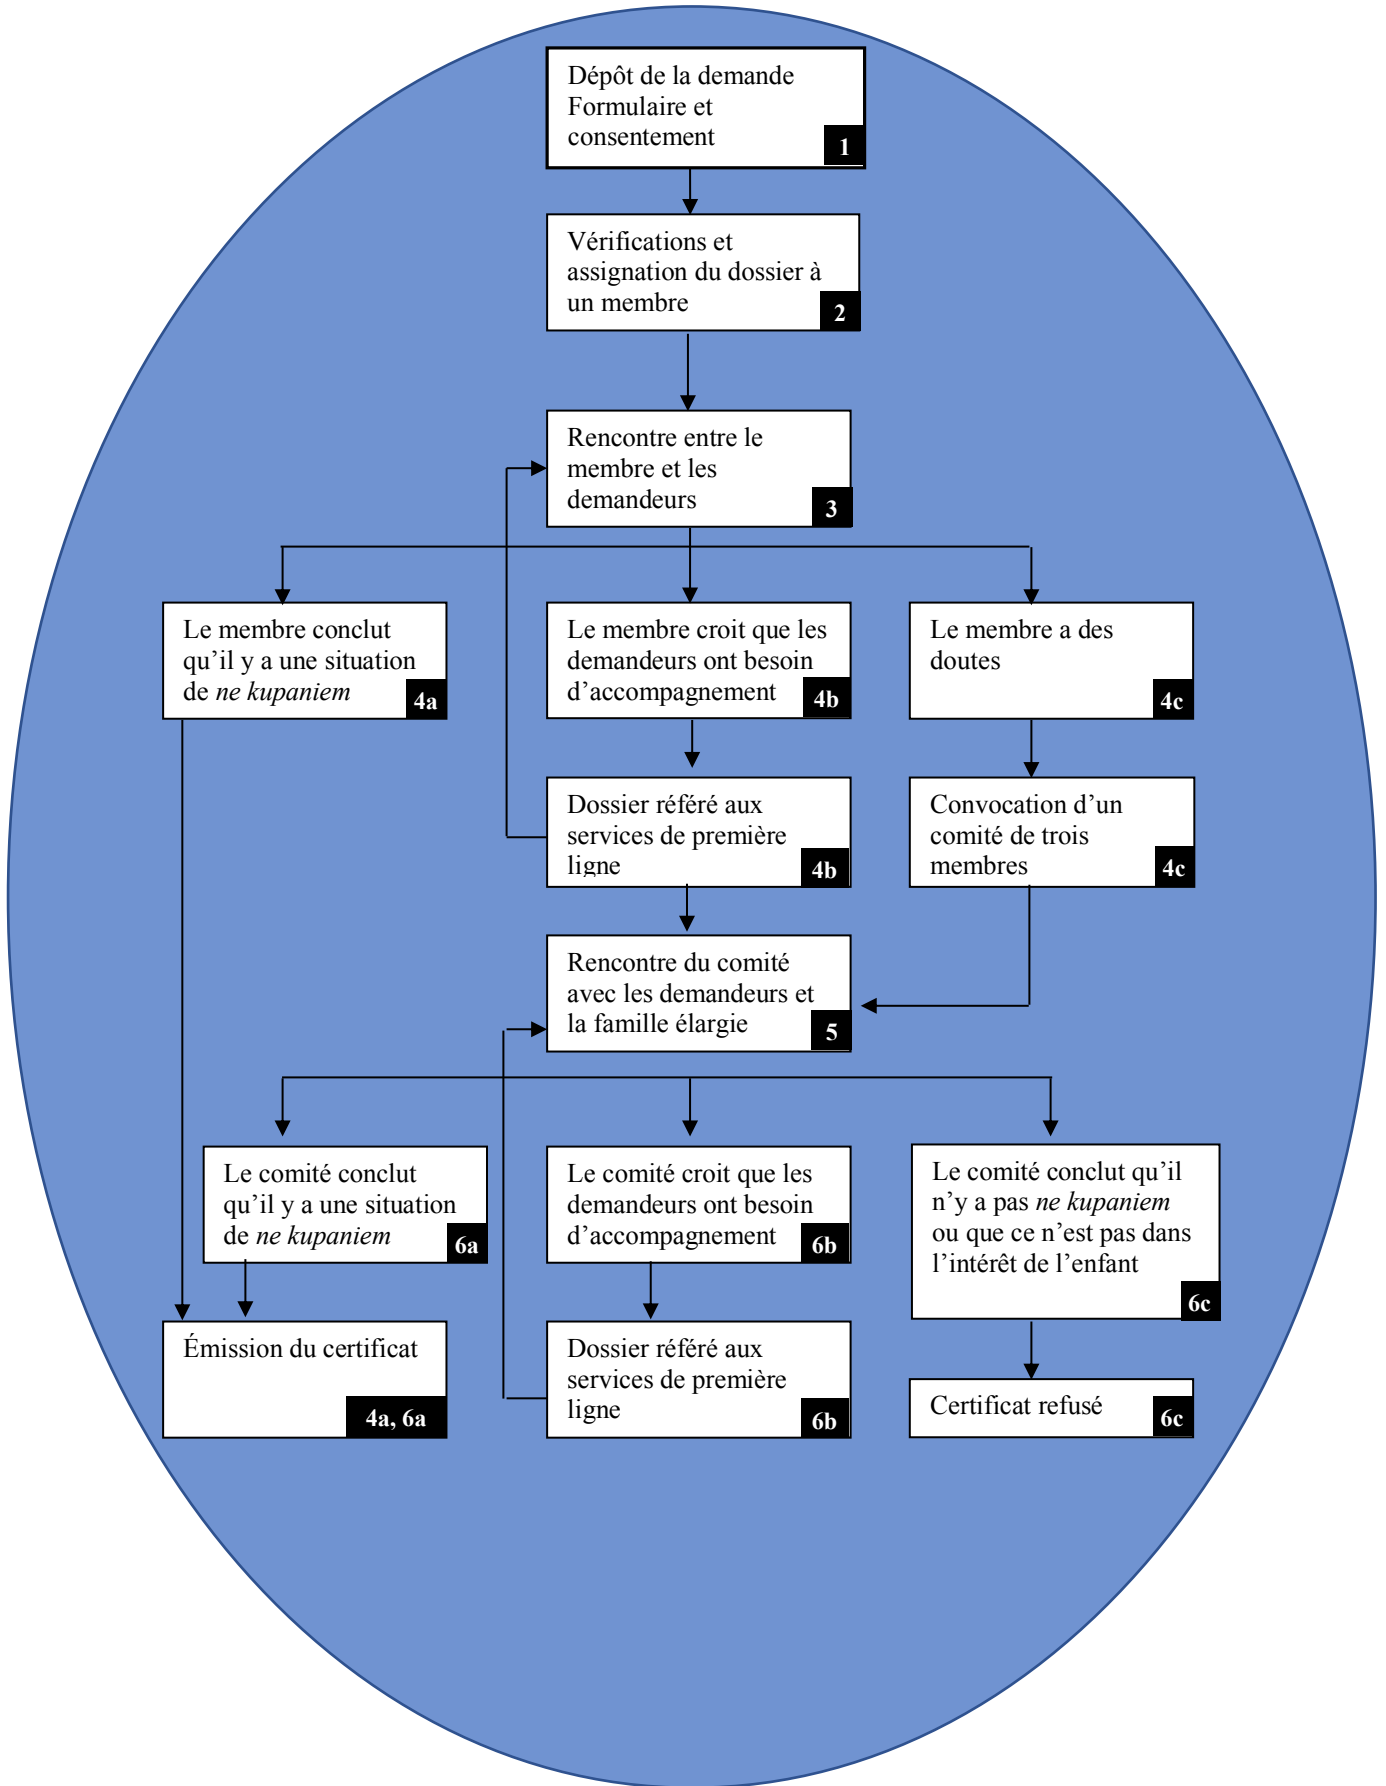 Dépôt de la demande
Formulaire et
consentement
1
Vérifications et
assignation du dossier à
un membre
2
Rencontre entre le
membre et les
demandeurs
3
Le membre conclut
qu’il y a une situation
de ne kupaniem
4a
Le membre croit que les
demandeurs ont besoin
d’accompagnement
4b
Le membre a des
doutes
4c
Dossier référé aux
services de première
ligne
4b
Convocation d’un
comité de trois
membres
4c
Rencontre du comité
avec les demandeurs et
la famille élargie
5
Le comité conclut
qu’il y a une situation
de ne kupaniem
6a
Le comité croit que les
demandeurs ont besoin
d’accompagnement
6b
Le comité conclut qu’il
n’y a pas ne kupaniem
ou que ce n’est pas dans
l’intérêt de l’enfant
6c
Émission du certificat
4a, 6a
Dossier référé aux
services de première
ligne
6b
Certificat refusé
6c